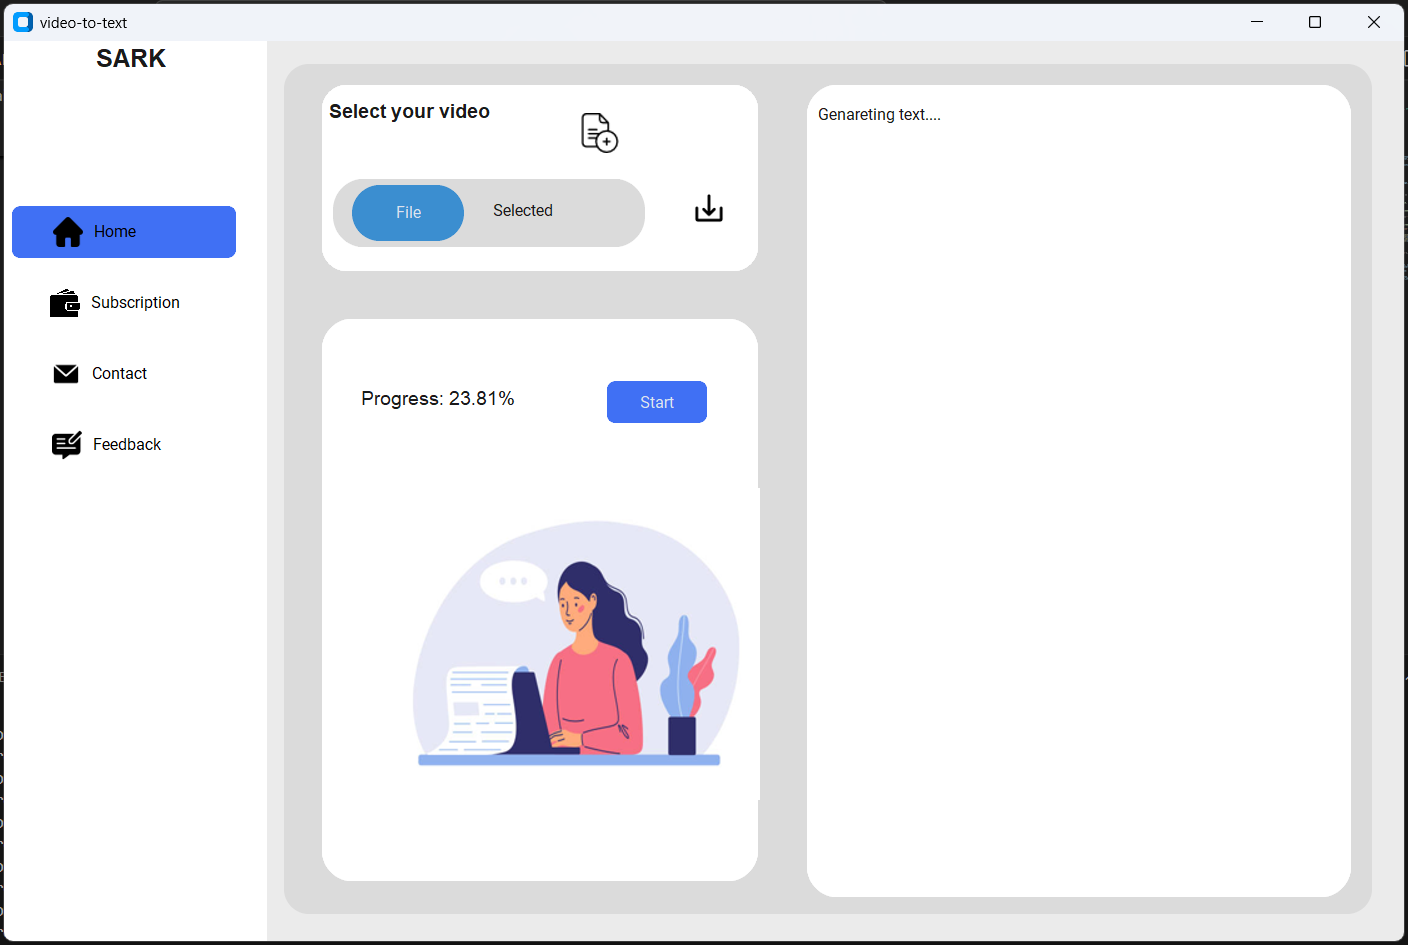 video-to-text
SARK
Home
Subscription
Contact
Feedback
Select your video
File
Selected
Progress: 23.81%
Start
Genareting text....